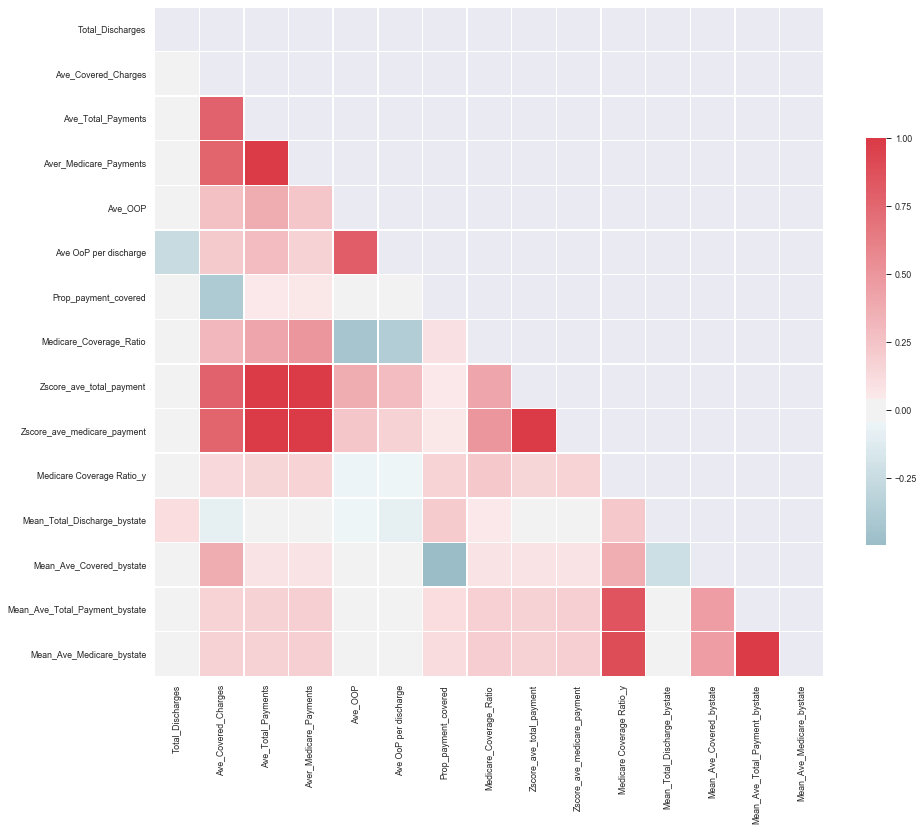 Total_Discharges
Ave_Covered_Charges
Ave_Total_Payments
Aver_Medicare_Payments
Ave_OOP
Ave OoP per discharge
Prop_payment_covered
Medicare_Coverage_Ratio
Zscore_ave_total_payment
Zscore_ave_medicare_payment
Medicare Coverage Ratio_y
Mean_Total_Discharge_bystate
Mean_Ave_Covered_bystate
Mean_Ave_Total_Payment_bystate
Mean_Ave_Medicare_bystate
Total_Discharges
Ave_Covered_Charges
Ave_Total_Payments
Aver_Medicare_Payments
Ave_OOP
Ave OoP per discharge
Prop_payment_covered
Medicare_Coverage_Ratio
Zscore_ave_total_payment
Zscore_ave_medicare_payment
Medicare Coverage Ratio_y
Mean_Total_Discharge_bystate
Mean_Ave_Covered_bystate
Mean_Ave_Total_Payment_bystate
Mean_Ave_Medicare_bystate
1.00
0.75
0.50
0.25
0.00
−0.25